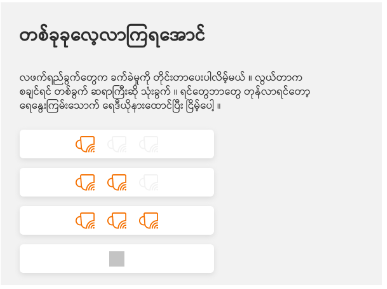 တစ်ခုခုလေ့လာကြရအောင်
လဖက်ရည်ခွက်တွေက ခက်ခဲမှုကို တိုင်းတာပေးပါလိမ့်မယ် ။ လွယ်တာက
စချင်ရင် တစ်ခွက် ဆရာကြီးဆို သုံးခွက် ။ ရင်တွေဘာတွေ တုန်လာရင်တော့
ရေနွေးကြမ်းသောက် ရေဒီယိုနားထောင်ပြီး ငြိမ့်ပေါ့ ။